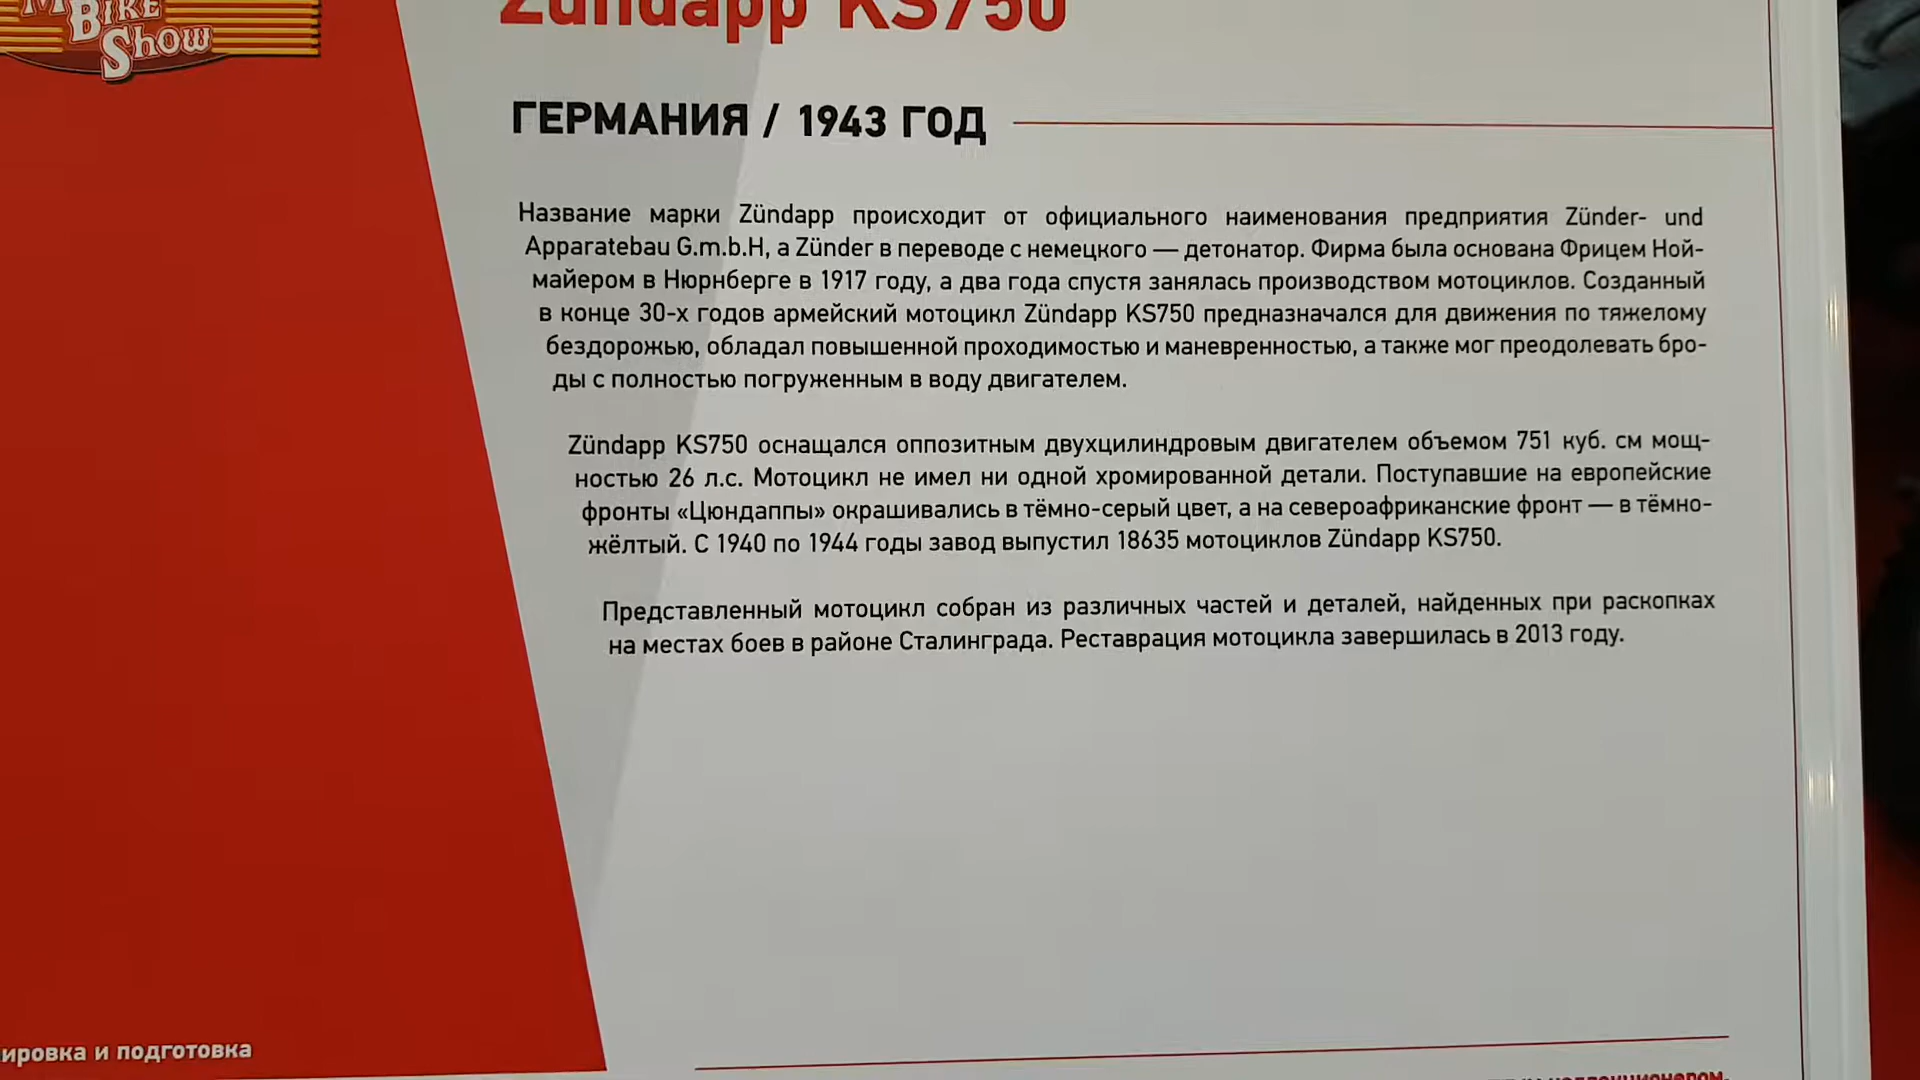 Bike
Show
Zündapp KS750
ГЕРМАНИЯ / 1943 ГОД
Название марки Zündapp происходит от официального наименования предприятия Zünder- und
Apparatebau G.m.b.H, а Zünder в переводе с немецкого — детонатор. Фирма была основана Фрицем Ной-
майером в Нюрнберге в 1917 году, а два года спустя занялась производством мотоциклов. Созданный
в конце 30-х годов армейский мотоцикл Zündapp KS750 предназначался для движения по тяжелому
бездорожью, обладал повышенной проходимостью и маневренностью, а также мог преодолевать бро-
ды с полностью погруженным в воду двигателем.
Zündapp KS750 оснащался оппозитным двухцилиндровым двигателем объемом 751 куб. см мощ-
ностью 26 л.с. Мотоцикл не имел ни одной хромированной детали. Поступавшие на европейские
фронты «Цюндаппы» окрашивались в тёмно-серый цвет, а на североафриканские фронт — в тёмно-
жёлтый. С 1940 по 1944 годы завод выпустил 18635 мотоциклов Zündapp KS750.
Представленный мотоцикл собран из различных частей и деталей, найденных при раскопках
на местах боев в районе Сталинграда. Реставрация мотоцикла завершилась в 2013 году.
ировка и подготовка